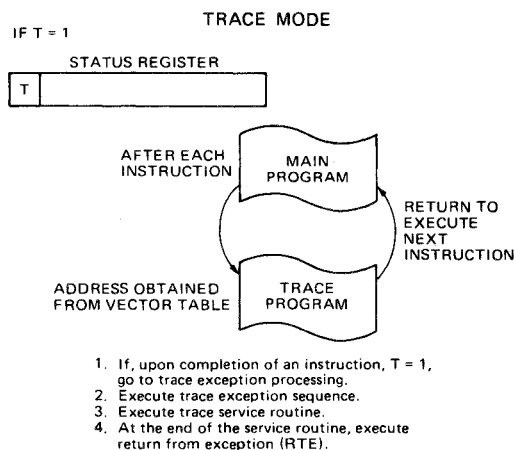 TRACE MODE
IF T = 1
STATUS REGISTER
T
AFTER EACH
INSTRUCTION
MAIN
PROGRAM
RETURN TO
EXECUTE
NEXT
INSTRUCTION
ADDRESS OBTAINED
FROM VECTOR TABLE
TRACE
PROGRAM
1. If, upon completion of an instruction, T = 1,
go to trace exception processing.
2. Execute trace exception sequence.
3. Execute trace service routine.
4. At the end of the service routine, execute
return from exception (RTE).